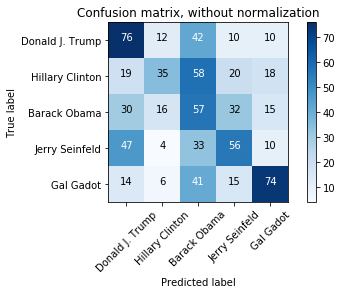 Confusion matrix, without normalization
True label
Donald J. Trump 76 12 42 10 10
Hillary Clinton 19 35 58 20 18
Barack Obama 30 16 57 32 15
Jerry Seinfeld 47 4 33 56 10
Gal Gadot 14 6 41 15 74
Donald J. Trump
Hillary Clinton
Barack Obama
Jerry Seinfeld
Gal Gadot
Predicted label
70
60
50
40
30
20
10